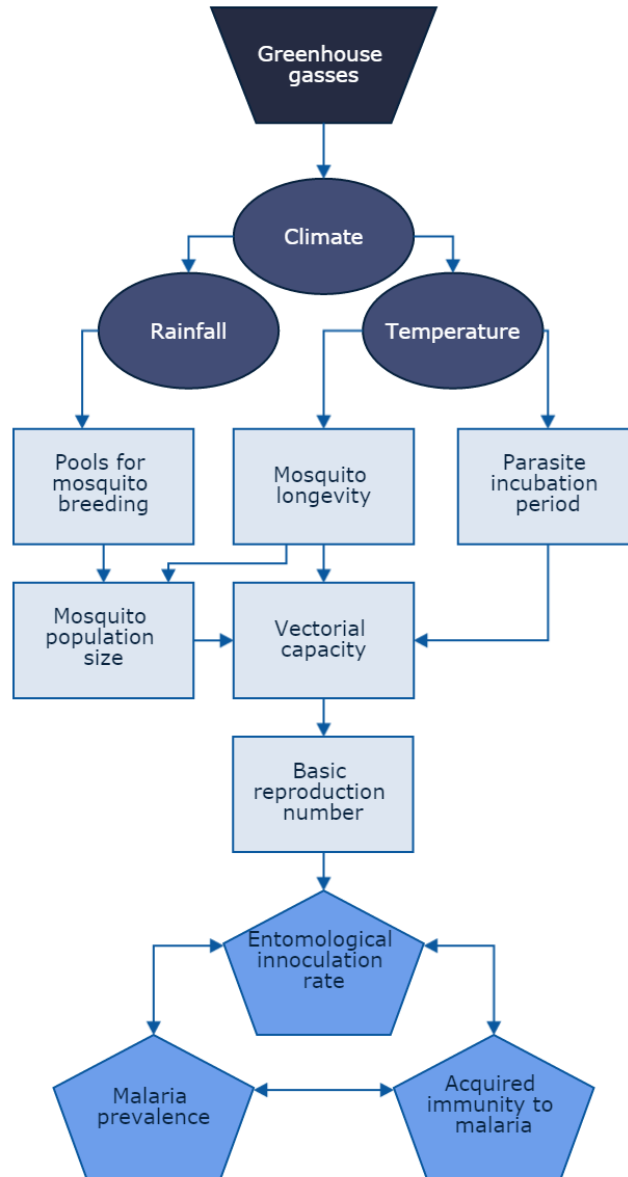 Greenhouse
gasses
Climate
Rainfall
Temperature
Pools for
mosquito
breeding
Mosquito
longevity
Parasite
incubation
period
Mosquito
population
size
Vectorial
capacity
Basic
reproduction
number
Entomological
innoculation
rate
Malaria
prevalence
Acquired
immunity to
malaria